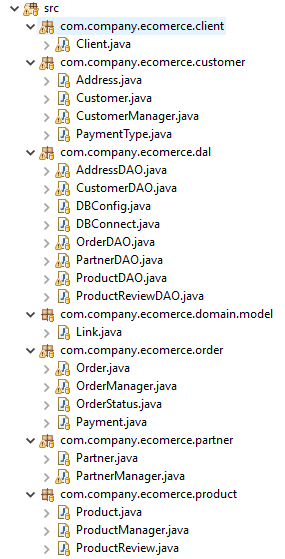 src
com.company.ecomerce.client
Client.java
com.company.ecomerce.customer
Address.java
Customer.java
CustomerManager.java
PaymentType.java
com.company.ecomerce.dal
AddressDAO.java
CustomerDAO.java
DBConfig.java
DBConnect.java
OrderDAO.java
PartnerDAO.java
ProductDAO.java
ProductReviewDAO.java
com.company.ecomerce.domain.model
Link.java
com.company.ecomerce.order
Order.java
OrderManager.java
OrderStatus.java
Payment.java
com.company.ecomerce.partner
Partner.java
PartnerManager.java
com.company.ecomerce.product
Product.java
ProductManager.java
ProductReview.java